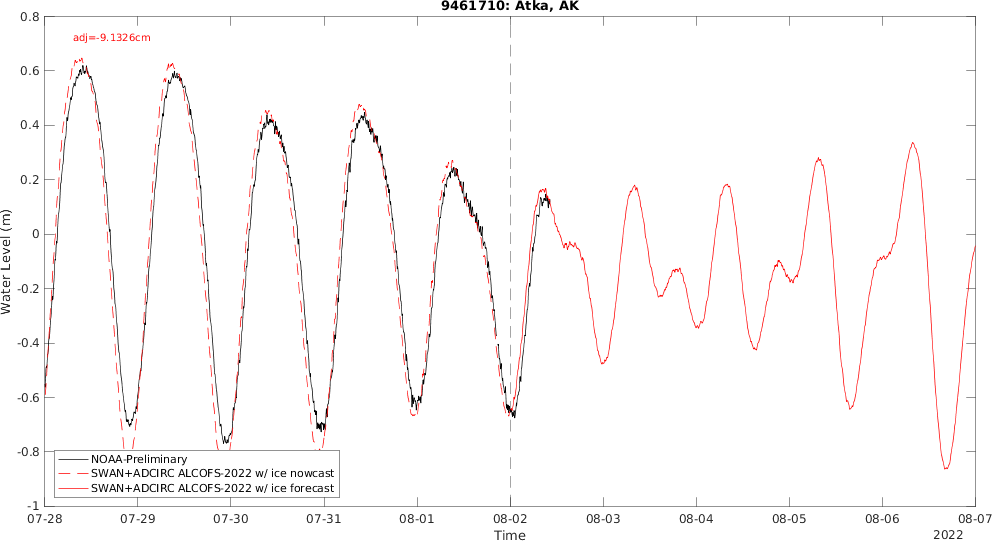 9461710: Atka, AK
adj=-9.1326cm
0.8
0.6
0.4
0.2
0
-0.2
-0.4
-0.6
-0.8
-1
Water Level (m)
NOAA-Preliminary
SWAN+ADCIRC ALCOFS-2022 w/ ice nowcast
SWAN+ADCIRC ALCOFS-2022 w/ ice forecast
07-28 07-29 07-30 07-31 08-01 08-02 08-03 08-04 08-05 08-06 08-07
Time
2022